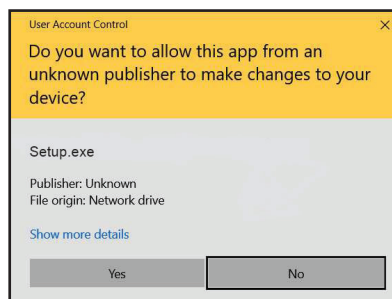 User Account Control
Do you want to allow this app from an
unknown publisher to make changes to your
device?
Setup.exe
Publisher: Unknown
File origin: Network drive
Show more details
Yes
No